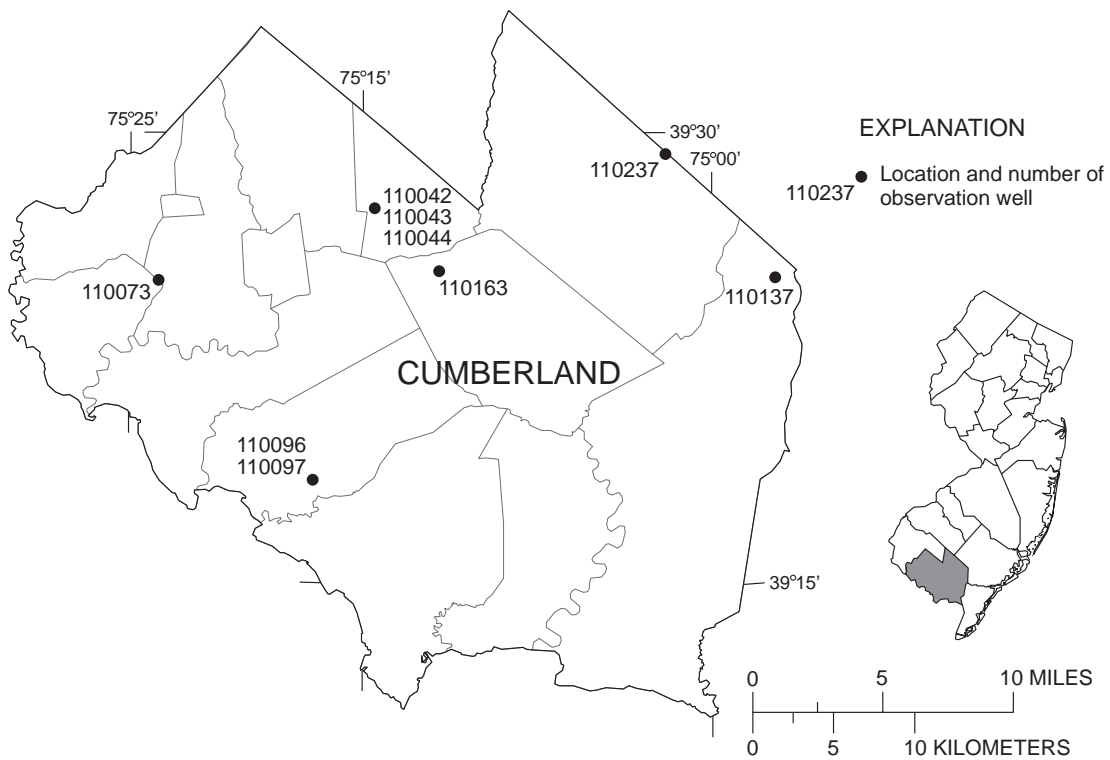 75°15'
75°25'
39°30'
75°00'
EXPLANATION
110237
110237
Location and number of
observation well
110042
110043
110044
110073
110163
110137
CUMBERLAND
110096
110097
39°15'
0 5 10 MILES
0 5 10 KILOMETERS